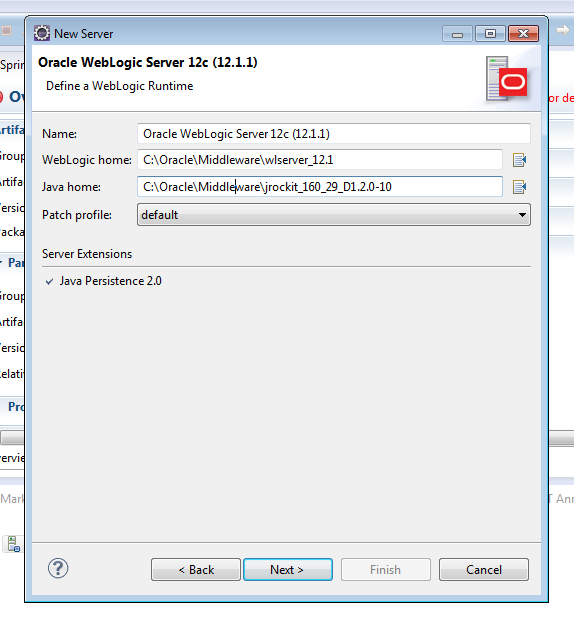 New Server
Spri
Oracle WebLogic Server 12c (12.1.1)
Define a WebLogic Runtime
Ov
or de
Artifa
Name: Oracle WebLogic Server 12c (12.1.1)
Group
WebLogic home: C:\Oracle\Middleware\wlserver_12.1
Artifa
Java home: C:\Oracle\Middleware\jrockit_160_29_D1.2.0-10
Versio
Patch profile: default
Packa
Server Extensions
Par
Java Persistence 2.0
Group
Artifa
Versio
Relati
Pro
vervie
Mark
T Ann
? < Back Next > Finish Cancel